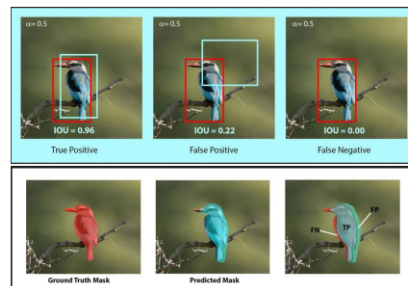 α= 0.5
α= 0.5
α= 0.5
IOU = 0.96
IOU = 0.22
IOU = 0.00
True Positive
False Positive
False Negative
FN
TP
FP
Ground Truth Mask
Predicted Mask